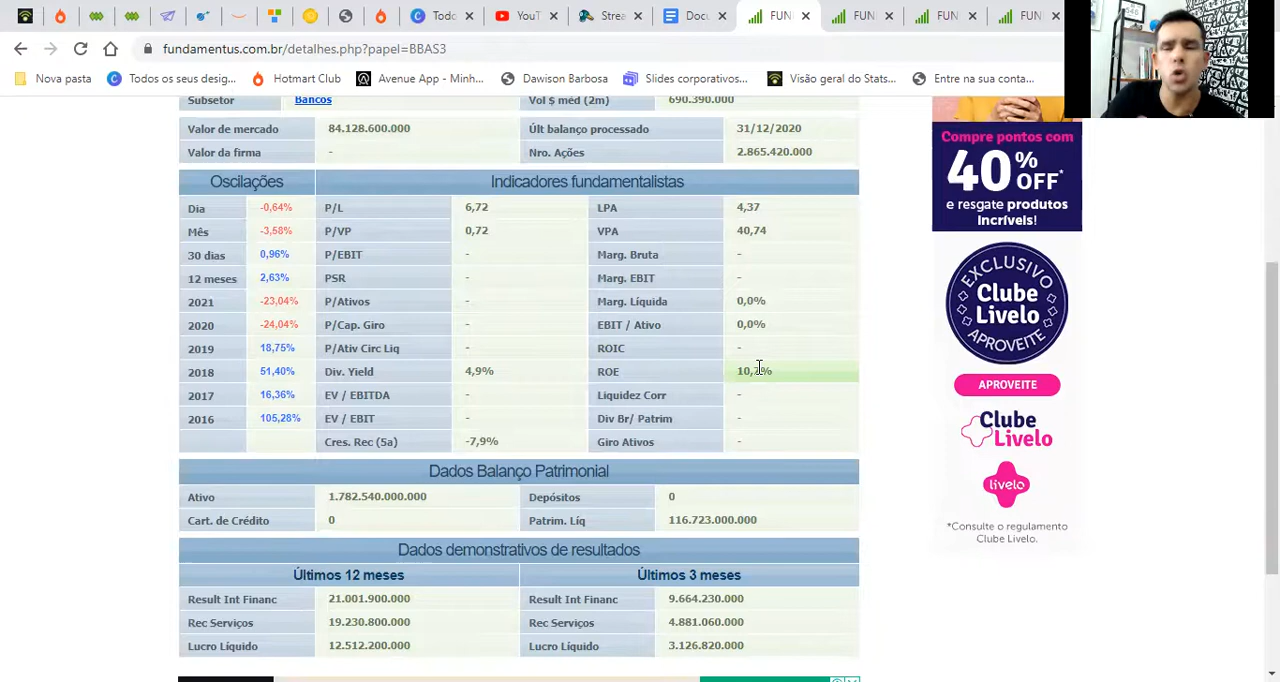 Todc
YouT
Strea
Docu
FUN
FUNI
FUN
FUN
fundamentus.com.br/detalhes.php?papel=BBAS3
Nova pasta
Todos os seus desig...
Hotmart Club
Avenue App - Minh...
Dawison Barbosa
Slides corporativos...
Visão geral do Stats...
Entre na sua conta...
Subsetor Bancos Vol $ méd (2m) 690.390.000
Valor de mercado 84.128.600.000 Últ balanço processado 31/12/2020
Valor da firma - Nro. Ações 2.865.420.000
Oscilações Indicadores fundamentalistas
Dia -0,64% P/L 6,72 LPA 4,37
Mês -3,58% P/VP 0,72 VPA 40,74
30 dias 0,96% P/EBIT - Marg. Bruta -
12 meses 2,63% PSR - Marg. EBIT -
2021 -23,04% P/Ativos - Marg. Líquida 0,0%
2020 -24,04% P/Cap. Giro - EBIT / Ativo 0,0%
2019 18,75% P/Ativ Circ Liq - ROIC -
2018 51,40% Div. Yield 4,9% ROE
2017 16,36% EV / EBITDA - Liquidez Corr -
2016 105,28% EV / EBIT - Div Br/ Patrim -
Cres. Rec (5a) -7,9% Giro Ativos -
Dados Balanço Patrimonial
Ativo 1.782.540.000.000 Depósitos 0
Cart. de Crédito 0 Patrim. Líq 116.723.000.000
Dados demonstrativos de resultados
Últimos 12 meses Últimos 3 meses
Result Int Financ 21.001.900.000 Result Int Financ 9.664.230.000
Rec Serviços 19.230.800.000 Rec Serviços 4.881.060.000
Lucro Líquido 12.512.200.000 Lucro Líquido 3.126.820.000
Compre pontos com
40% OFF*
e resgate produtos
incríveis!
EXCLUSIVO
Clube
Livelo
APROVEITE
APROVEITE
Clube
Livelo
livelo
*Consulte o regulamento
Clube Livelo.